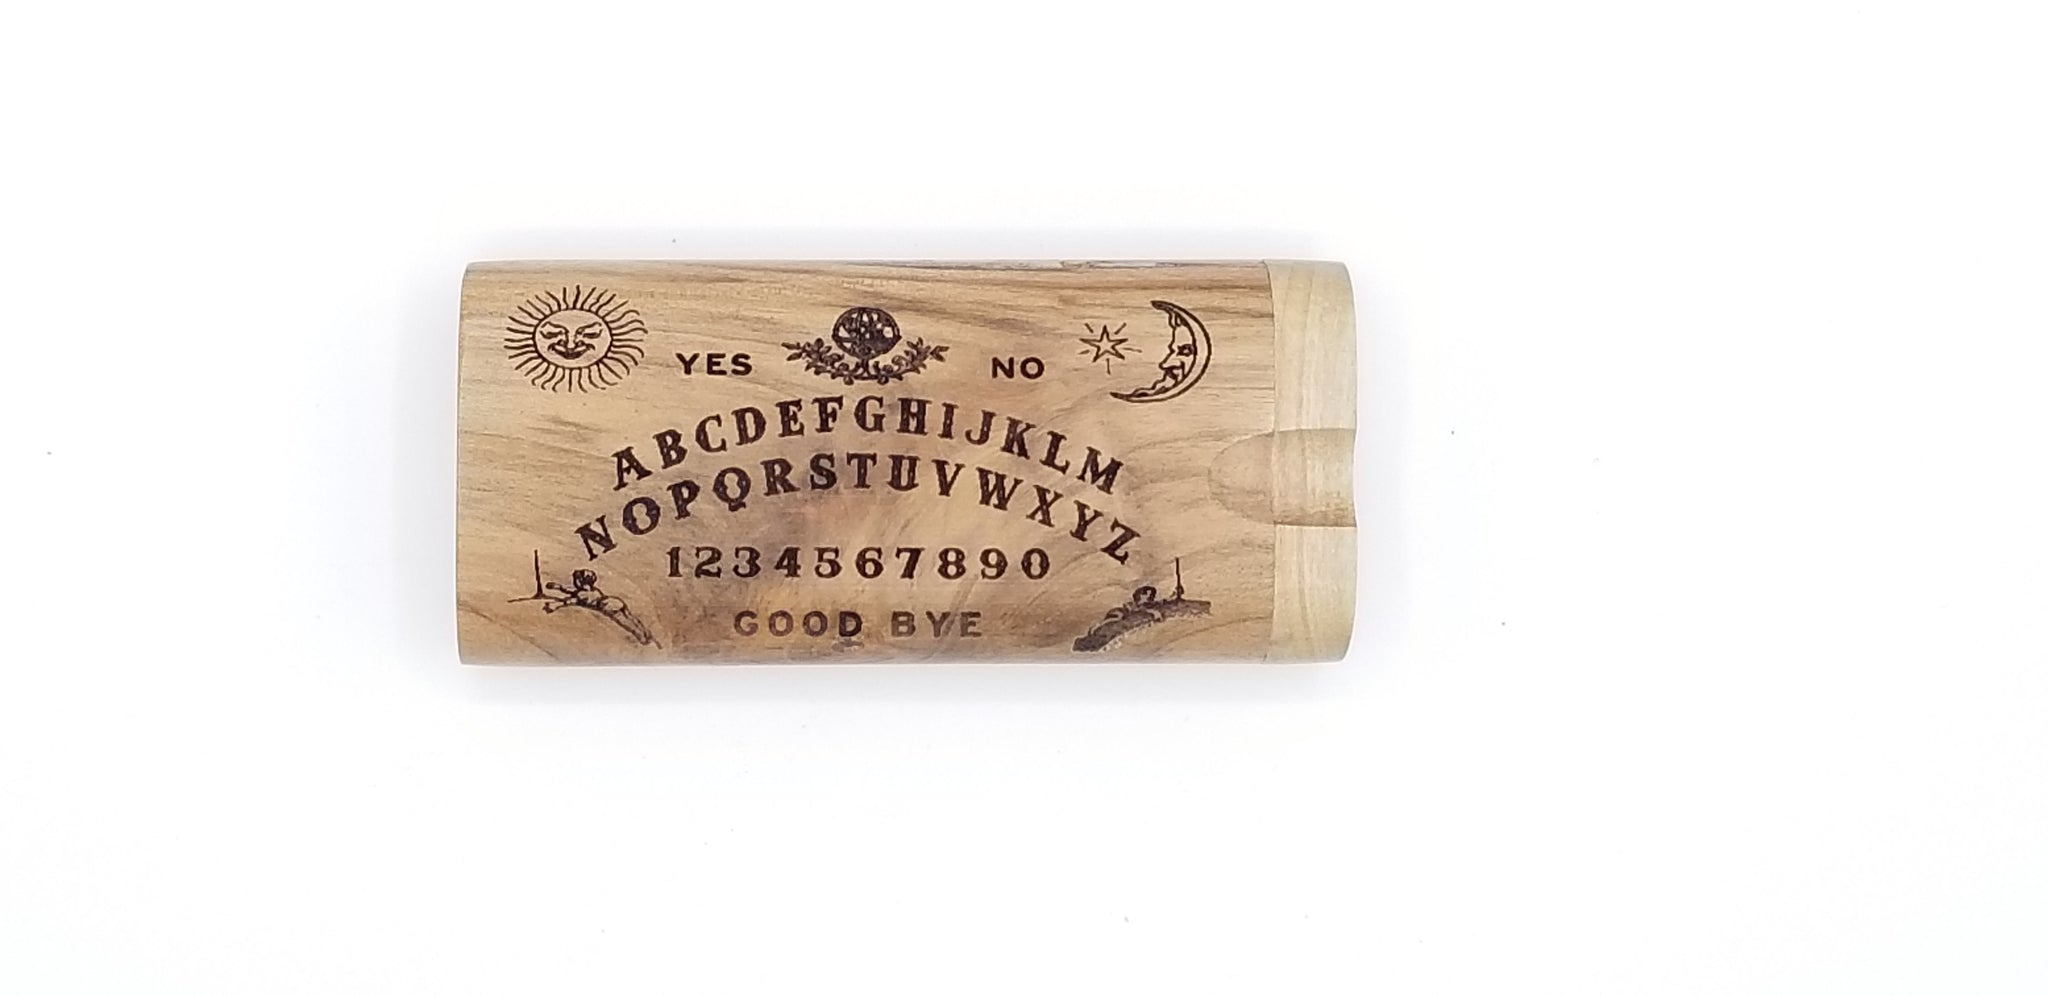 YES NO
ABCDEFGHIJKLM
NOPQRSTUVWXYZ
1234567890
GOOD BYE